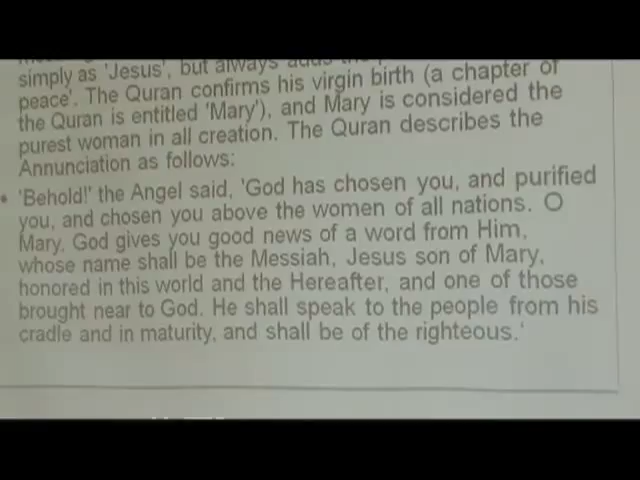 simply as 'Jesus', but always adds the
peace'. The Quran confirms his virgin birth (a chapter of
the Quran is entitled 'Mary'), and Mary is considered the
purest woman in all creation. The Quran describes the
Annunciation as follows:
• 'Behold!' the Angel said, 'God has chosen you, and purified
you, and chosen you above the women of all nations. O
Mary, God gives you good news of a word from Him,
whose name shall be the Messiah, Jesus son of Mary,
honored in this world and the Hereafter, and one of those
brought near to God. He shall speak to the people from his
cradle and in maturity, and shall be of the righteous.'